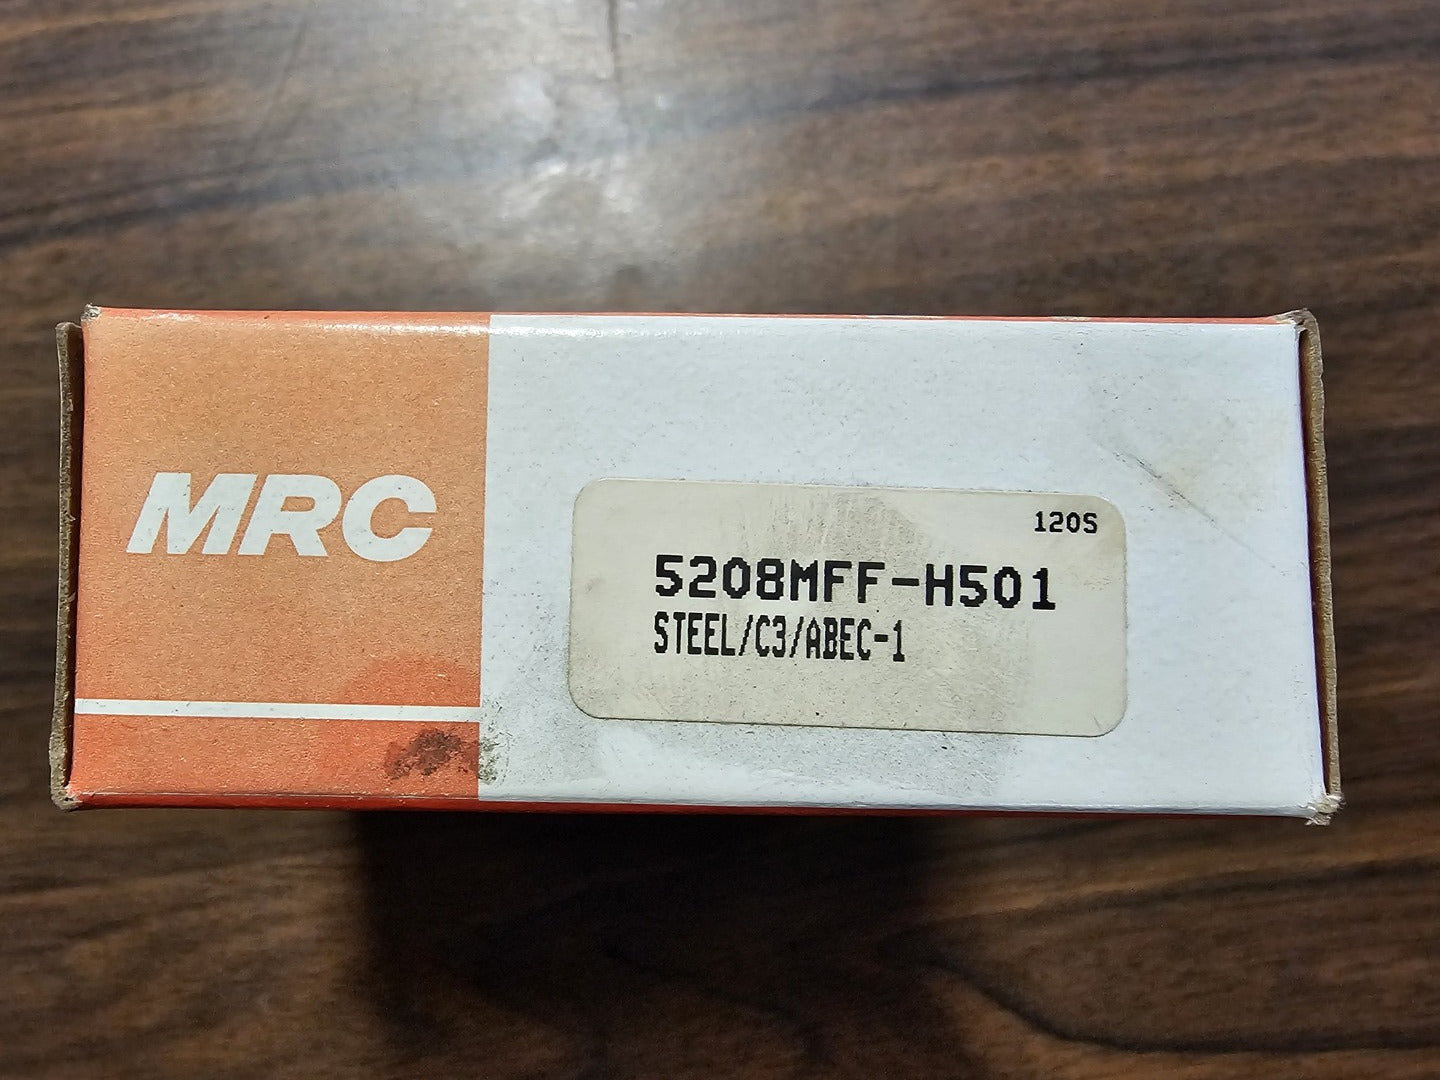 MRC
120S
5208MFF-H501
STEEL/C3/ABEC-1